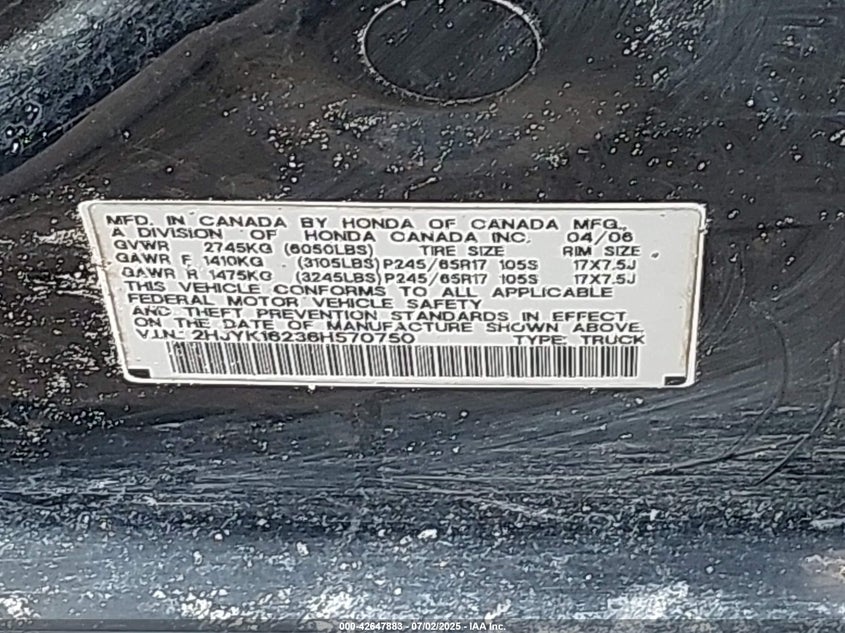 MFD. IN CANADA BY HONDA OF CANADA MFG.,
A DIVISION OF HONDA CANADA INC. 04/06
GVWR 2745KG (6050LBS) TIRE SIZE RIM SIZE
GAWR F 1410KG (3105LBS) P245/65R17 105S 17X7.5J
GAWR R 1475KG (3245LBS) P245/65R17 105S 17X7.5J
THIS VEHICLE CONFORMS TO ALL APPLICABLE
FEDERAL MOTOR VEHICLE SAFETY
AND THEFT PREVENTION STANDARDS IN EFFECT
ON THE DATE OF MANUFACTURE SHOWN ABOVE.
V.I.N.: 2HJYK16236H570750 TYPE: TRUCK
000-42647883 / 07/02/2025 - IAA Inc.